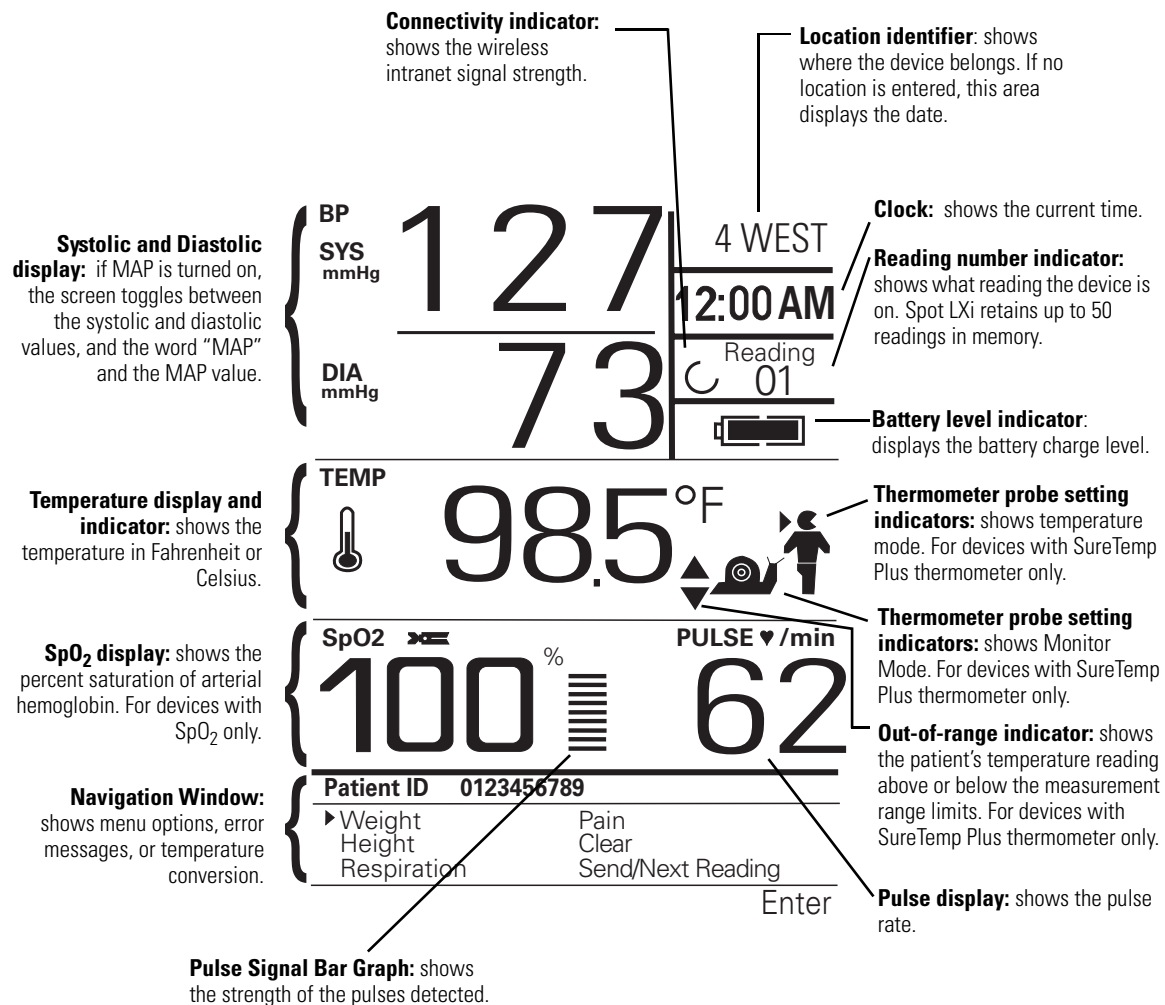 Connectivity indicator:
shows the wireless
intranet signal strength.
Location identifier: shows
where the device belongs. If no
location is entered, this area
displays the date.
Systolic and Diastolic
display: if MAP is turned on,
the screen toggles between
the systolic and diastolic
values, and the word “MAP”
and the MAP value.
BP
SYS
mmHg
127
DIA
mmHg
73
4 WEST
12:00 AM
Reading
01
Clock: shows the current time.
Reading number indicator:
shows what reading the device is
on. Spot LXi retains up to 50
readings in memory.
Battery level indicator:
displays the battery charge level.
Temperature display and
indicator: shows the
temperature in Fahrenheit or
Celsius.
TEMP
98.5 °F
Thermometer probe setting
indicators: shows temperature
mode. For devices with SureTemp
Plus thermometer only.
Thermometer probe setting
indicators: shows Monitor
Mode. For devices with SureTemp
Plus thermometer only.
SpO2 display: shows the
percent saturation of arterial
hemoglobin. For devices with
SpO2 only.
SpO2
100 %
PULSE ♥ /min
62
Out-of-range indicator: shows
the patient’s temperature reading
above or below the measurement
range limits. For devices with
SureTemp Plus thermometer only.
Navigation Window:
shows menu options, error
messages, or temperature
conversion.
Patient ID 0123456789
Weight Pain
Height Clear
Respiration Send/Next Reading
Enter
Pulse display: shows the pulse
rate.
Pulse Signal Bar Graph: shows
the strength of the pulses detected.